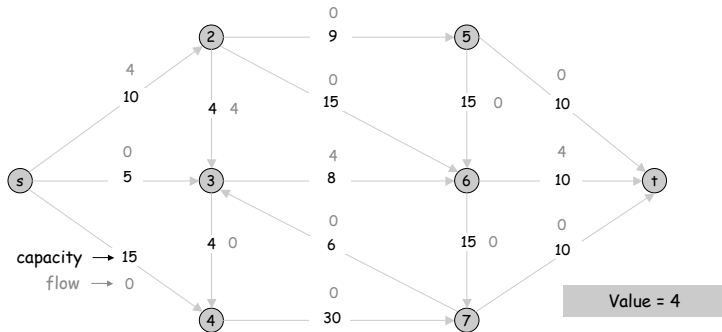 0
2 9 5
4 0 0
10 15 10
4 4 15 0
0 4 4
s 5 3 8 6 10 t
0 0
4 0 6 15 0 10
capacity 15
flow 0
0
4 30 7
Value = 4